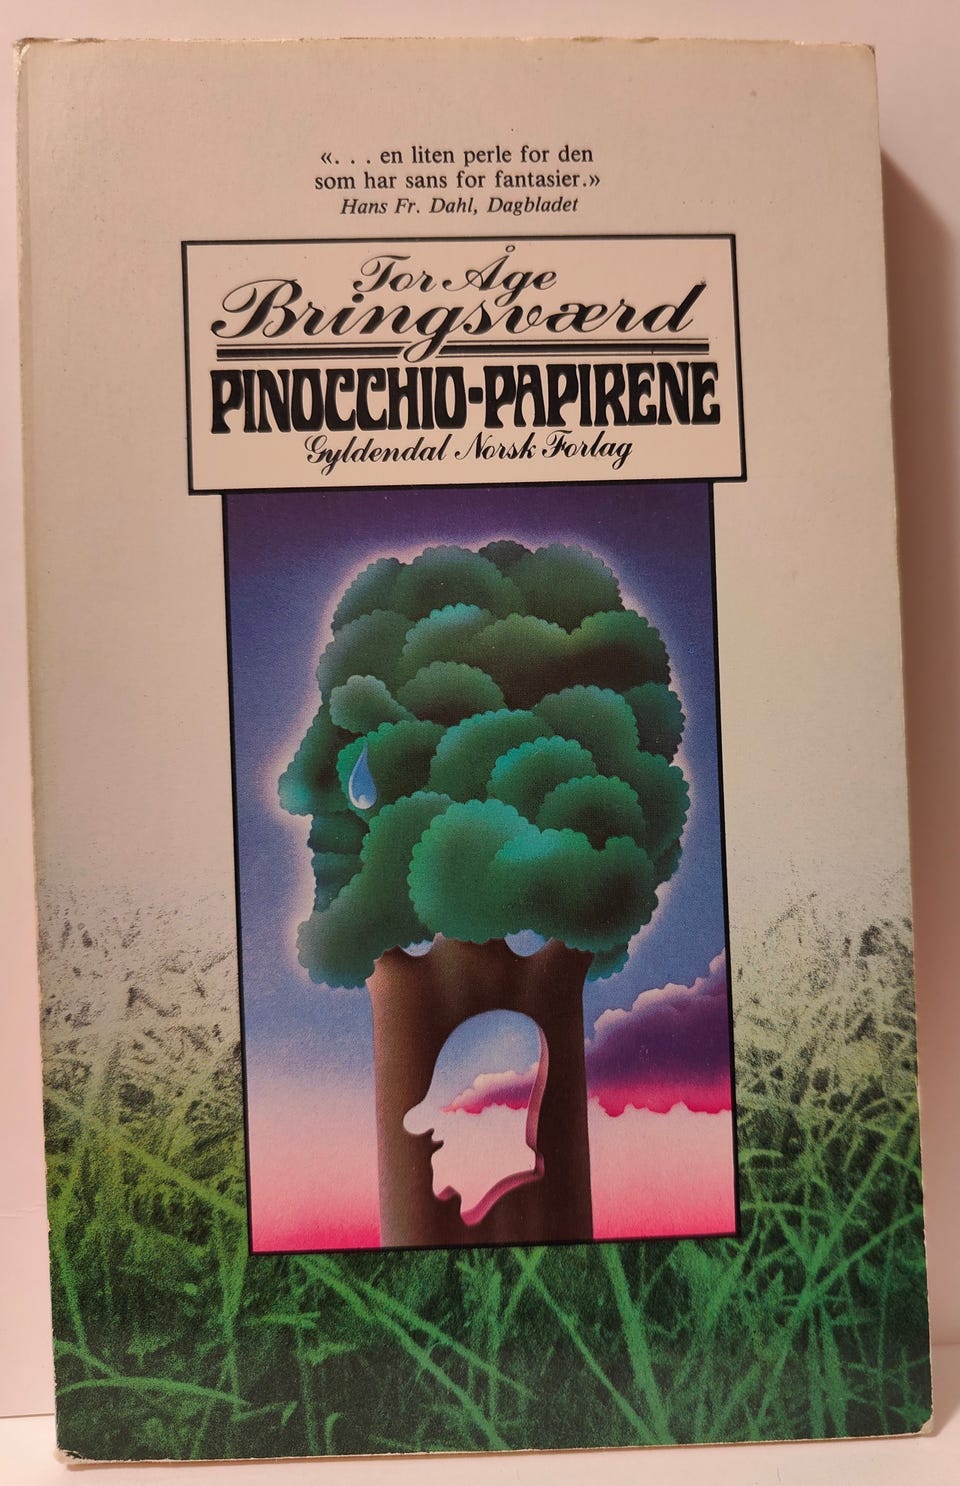 «. . . en liten perle for den
som har sans for fantasier.»
Hans Fr. Dahl, Dagbladet
Tor Åge
Bringsværd
PINOCCHIO-PAPIRENE
Gyldendal Norsk Forlag